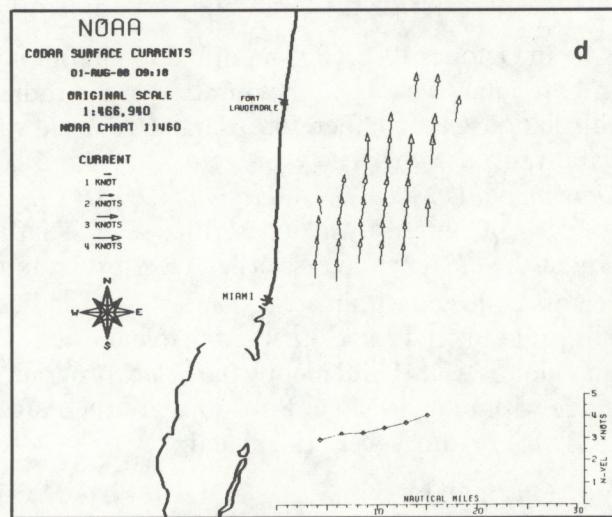 NOAA
d
CODAR SURFACE CURRENTS
01-AUG-80 09:10
ORIGINAL SCALE
1:466,940
NOAA CHART 11460
CURRENT
1 KNOT
2 KNOTS
3 KNOTS
4 KNOTS
N
W E
S
FORT
LAUDERDALE
MIAMI
5
4
3
2
1
N-VEL KNOTS
NAUTICAL MILES
10 20 30